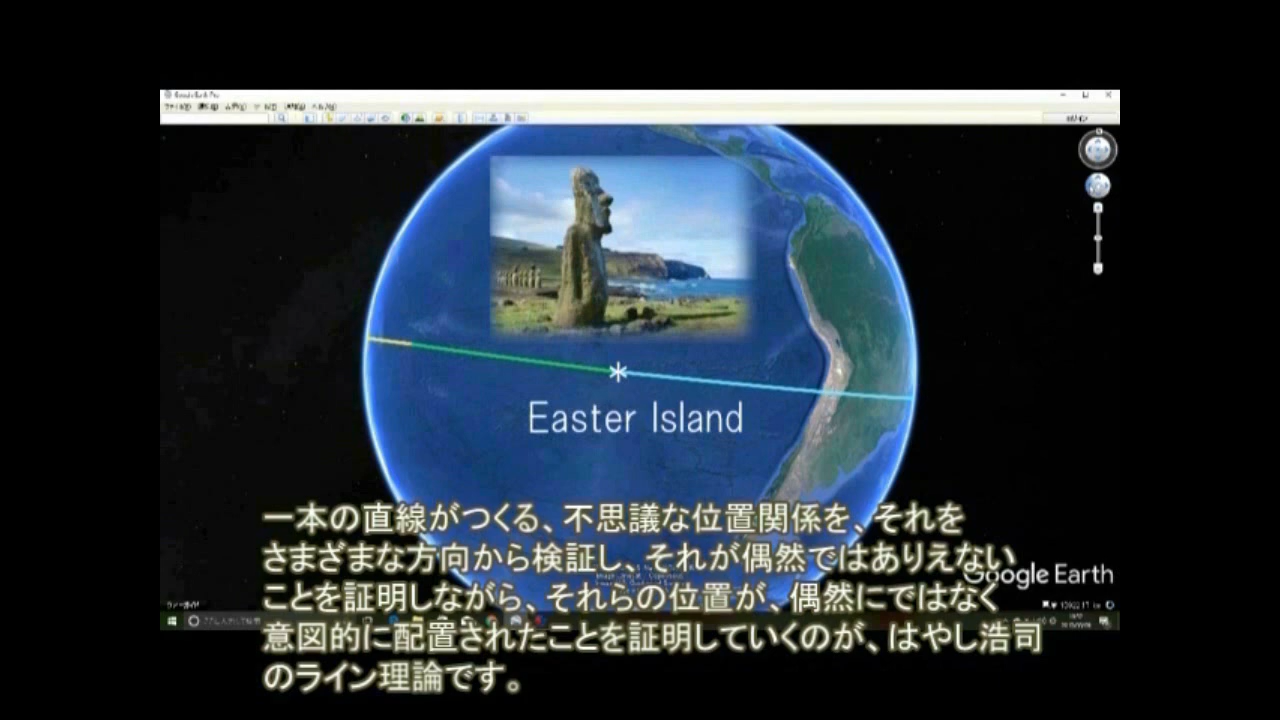 Google Earth Pro
Easter Island
一本の直線がつくる、不思議な位置関係を、それを
さまざまな方向から検証し、それが偶然ではありえない
Google Earth
ことを証明しながら、それらの位置が、偶然にではなく
意図的に配置されたことを証明していくのが、はやし浩司
のライン理論です。